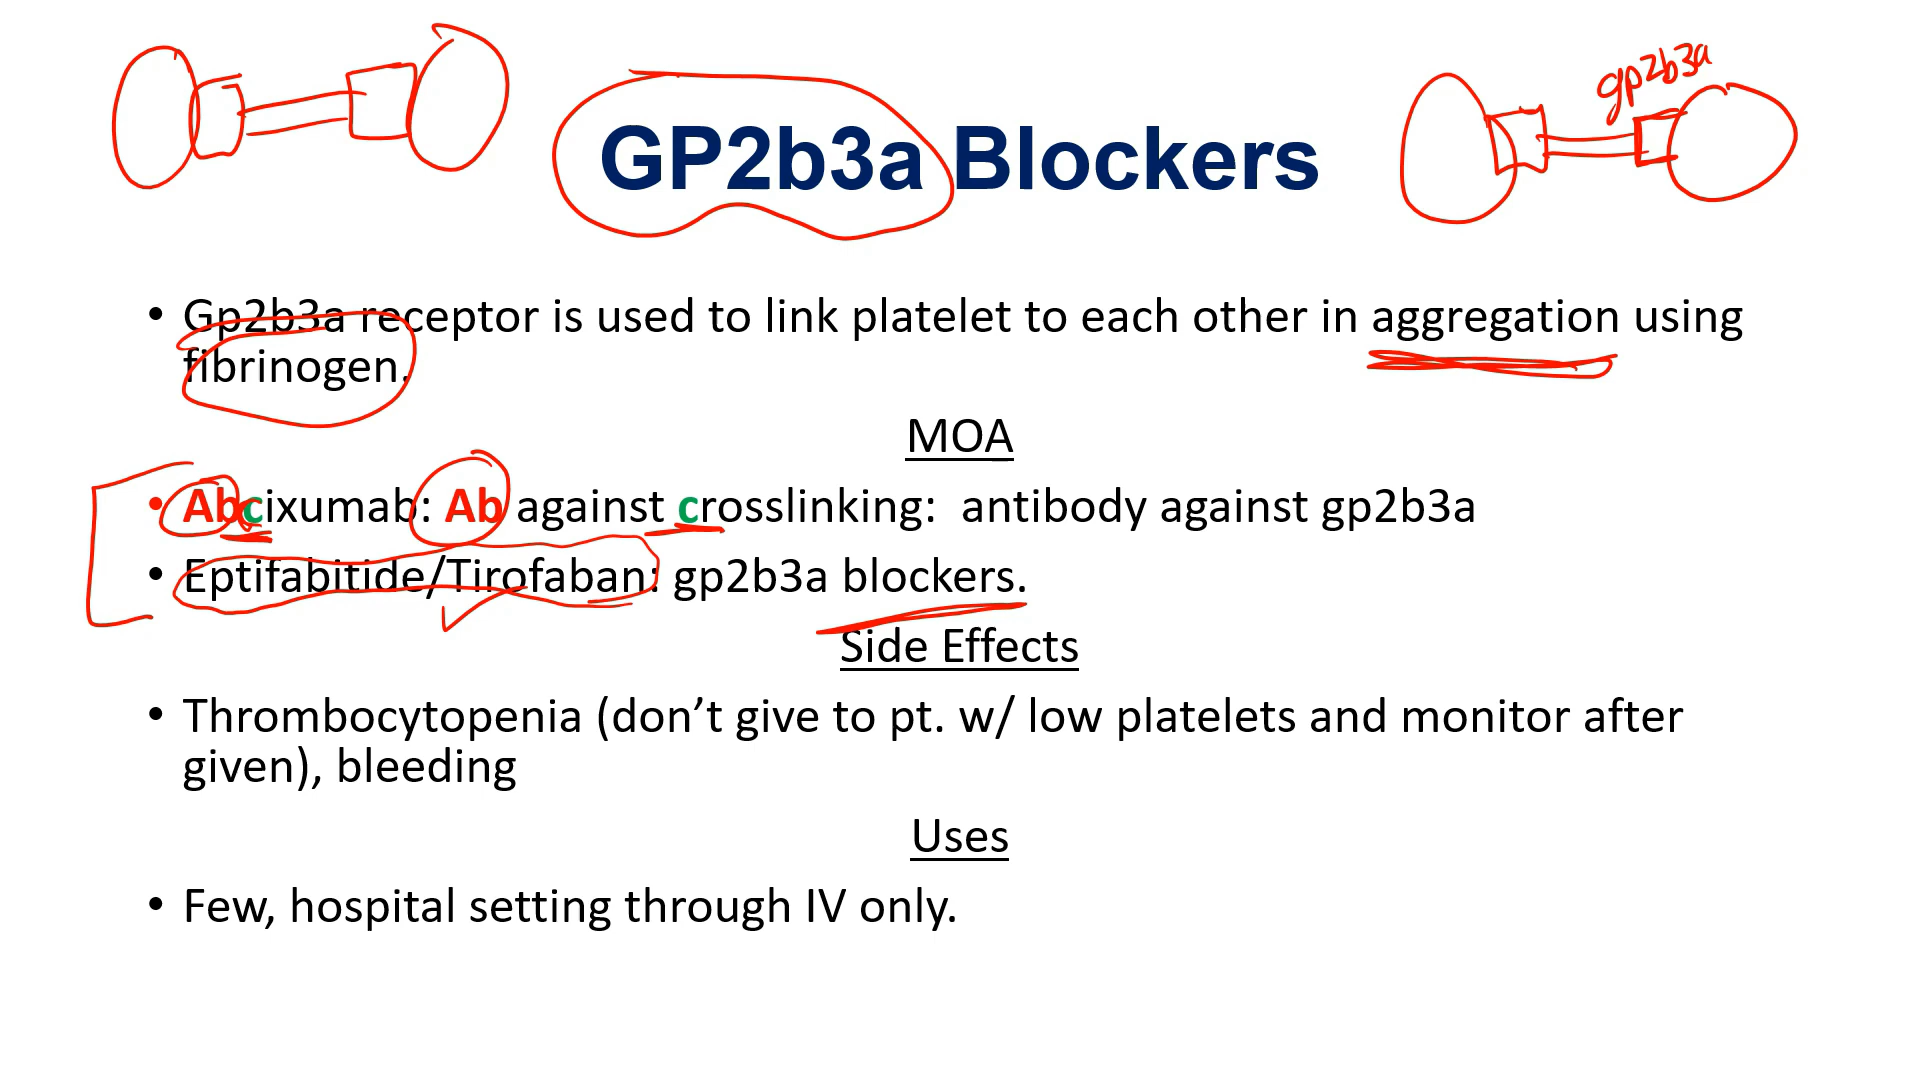 gp2b3a
GP2b3a Blockers
• Gp2b3a receptor is used to link platelet to each other in aggregation using
fibrinogen.
MOA
• Abcixumab: Ab against crosslinking:  antibody against gp2b3a
• Eptifabitide/Tirofaban: gp2b3a blockers.
Side Effects
• Thrombocytopenia (don’t give to pt. w/ low platelets and monitor after
given), bleeding
Uses
• Few, hospital setting through IV only.